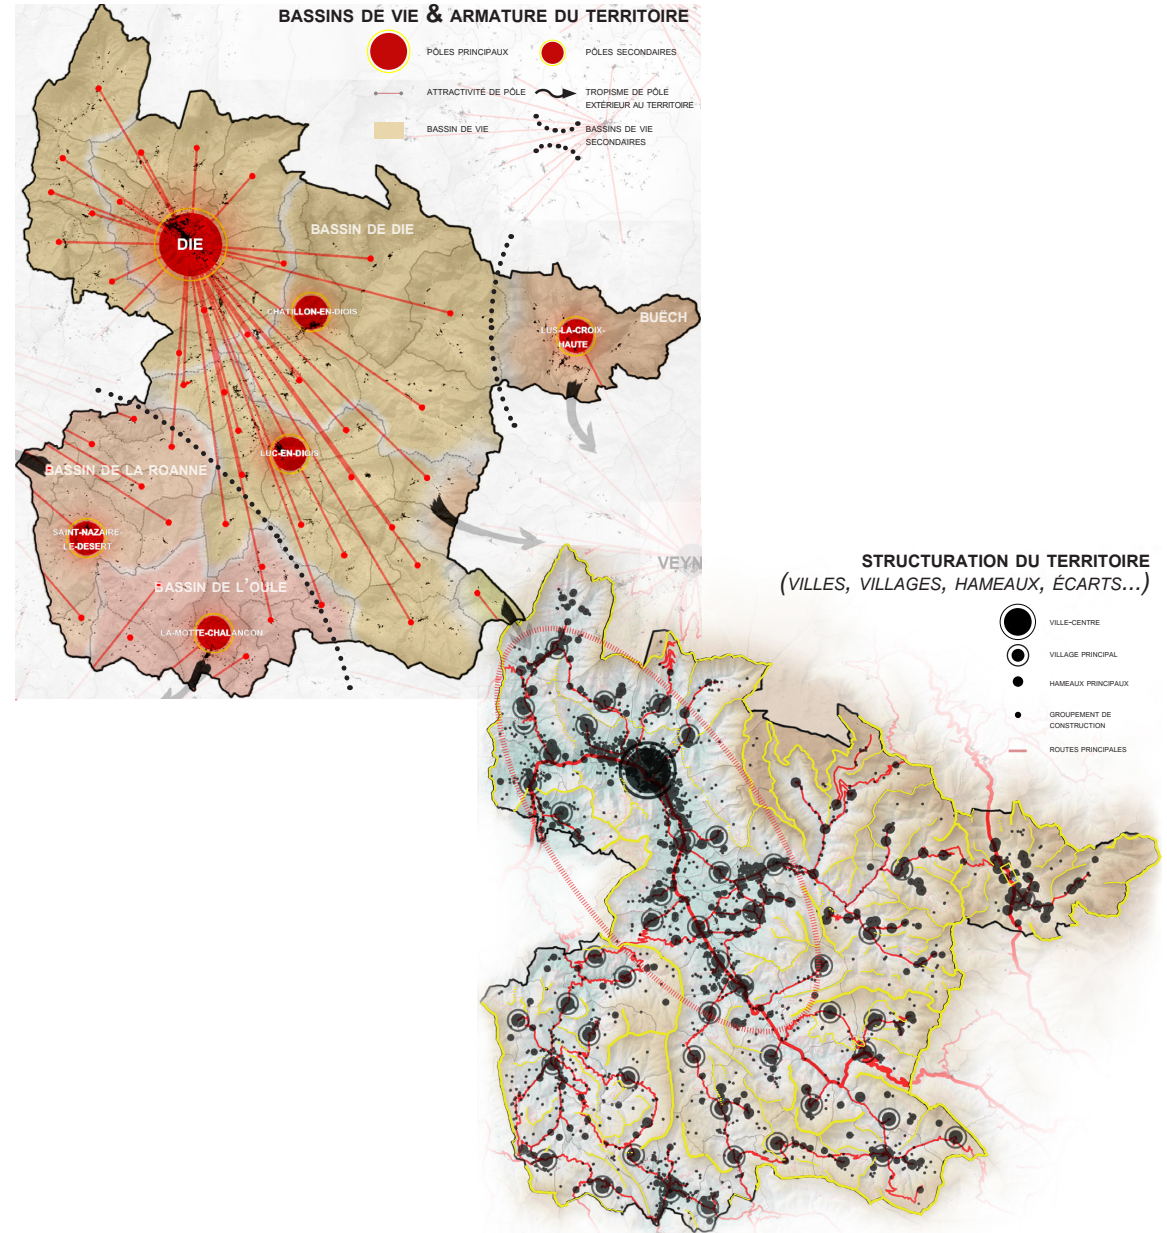 BASSINS DE VIE & ARMATURE DU TERRITOIRE
PÔLES PRINCIPAUX
PÔLES SECONDAIRES
ATTRACTIVITÉ DE PÔLE
TROPISME DE PÔLE
EXTÉRIEUR AU TERRITOIRE
BASSIN DE VIE
BASSINS DE VIE
SECONDAIRES
BASSIN DE DIE
DIE
CHATILLON-EN-DIOIS
BUËCH
LUS-LA-CROIX-
HAUTE
LUC-EN-DIOIS
BASSIN DE LA ROANNE
SAINT-NAZAIRE-
LE-DESERT
BASSIN DE L'OULE
LA-MOTTE-CHALANCON
VEYN
STRUCTURATION DU TERRITOIRE
(VILLES, VILLAGES, HAMEAUX, ÉCARTS...)
VILLE-CENTRE
VILLAGE PRINCIPAL
HAMEAUX PRINCIPAUX
GROUPEMENT DE
CONSTRUCTION
ROUTES PRINCIPALES